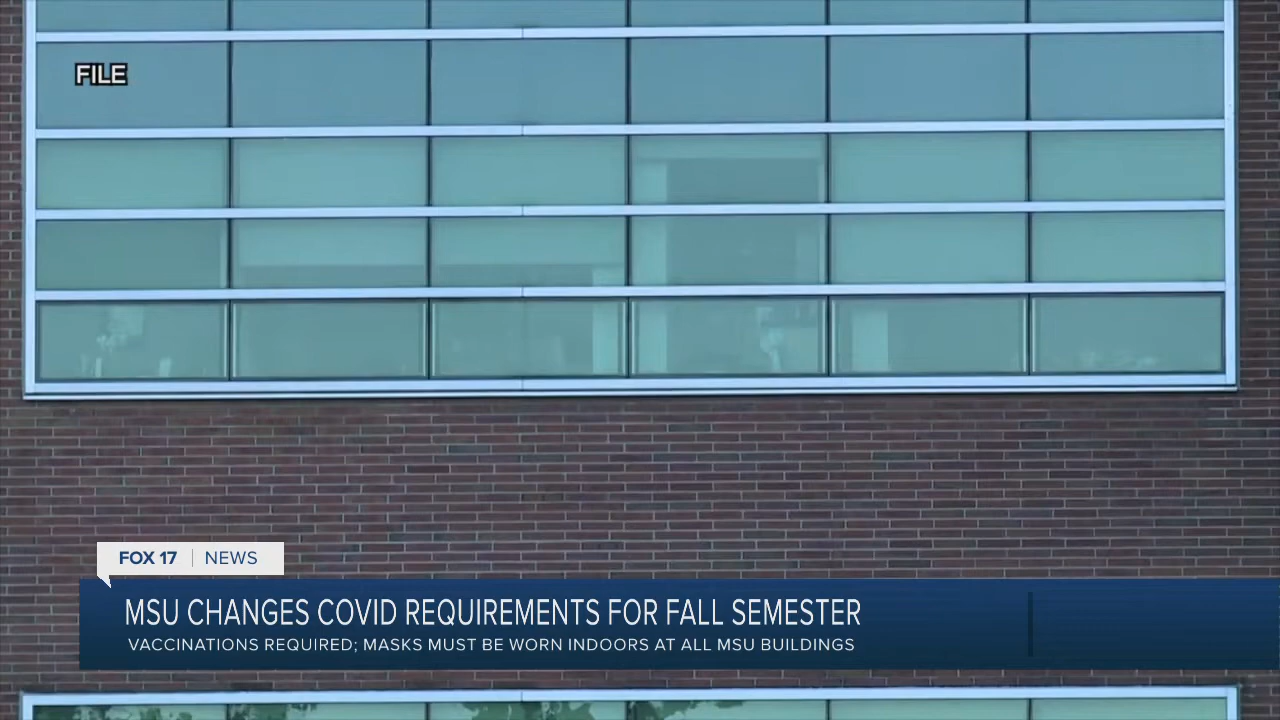 FILE
FOX 17 | NEWS
MSU CHANGES COVID REQUIREMENTS FOR FALL SEMESTER
VACCINATIONS REQUIRED; MASKS MUST BE WORN INDOORS AT ALL MSU BUILDINGS